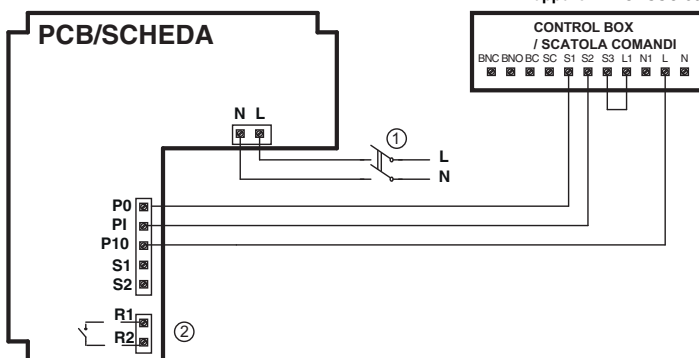 PCB/SCHEDA
CONTROL BOX
/ SCATOLA COMANDI
BNC BNO BC SC S1 S2 S3 L1 N1 L N
N L
1
L
N
P0
PI
P10
S1
S2
R1
R2
2